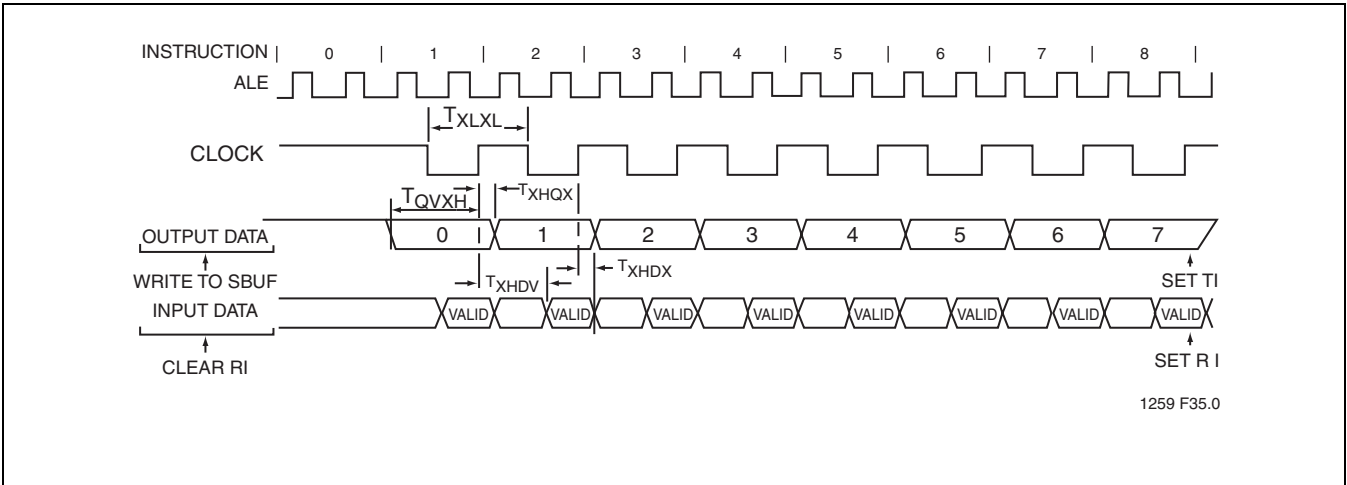 INSTRUCTION | 0 | 1 | 2 | 3 | 4 | 5 | 6 | 7 | 8 |
ALE
TXLXL
CLOCK
TQVXH TXHQX
OUTPUT DATA 0 1 2 3 4 5 6 7
WRITE TO SBUF TXHDV TXHDX SET TI
INPUT DATA VALID VALID VALID VALID VALID VALID VALID VALID
CLEAR RI SET R I
1259 F35.0